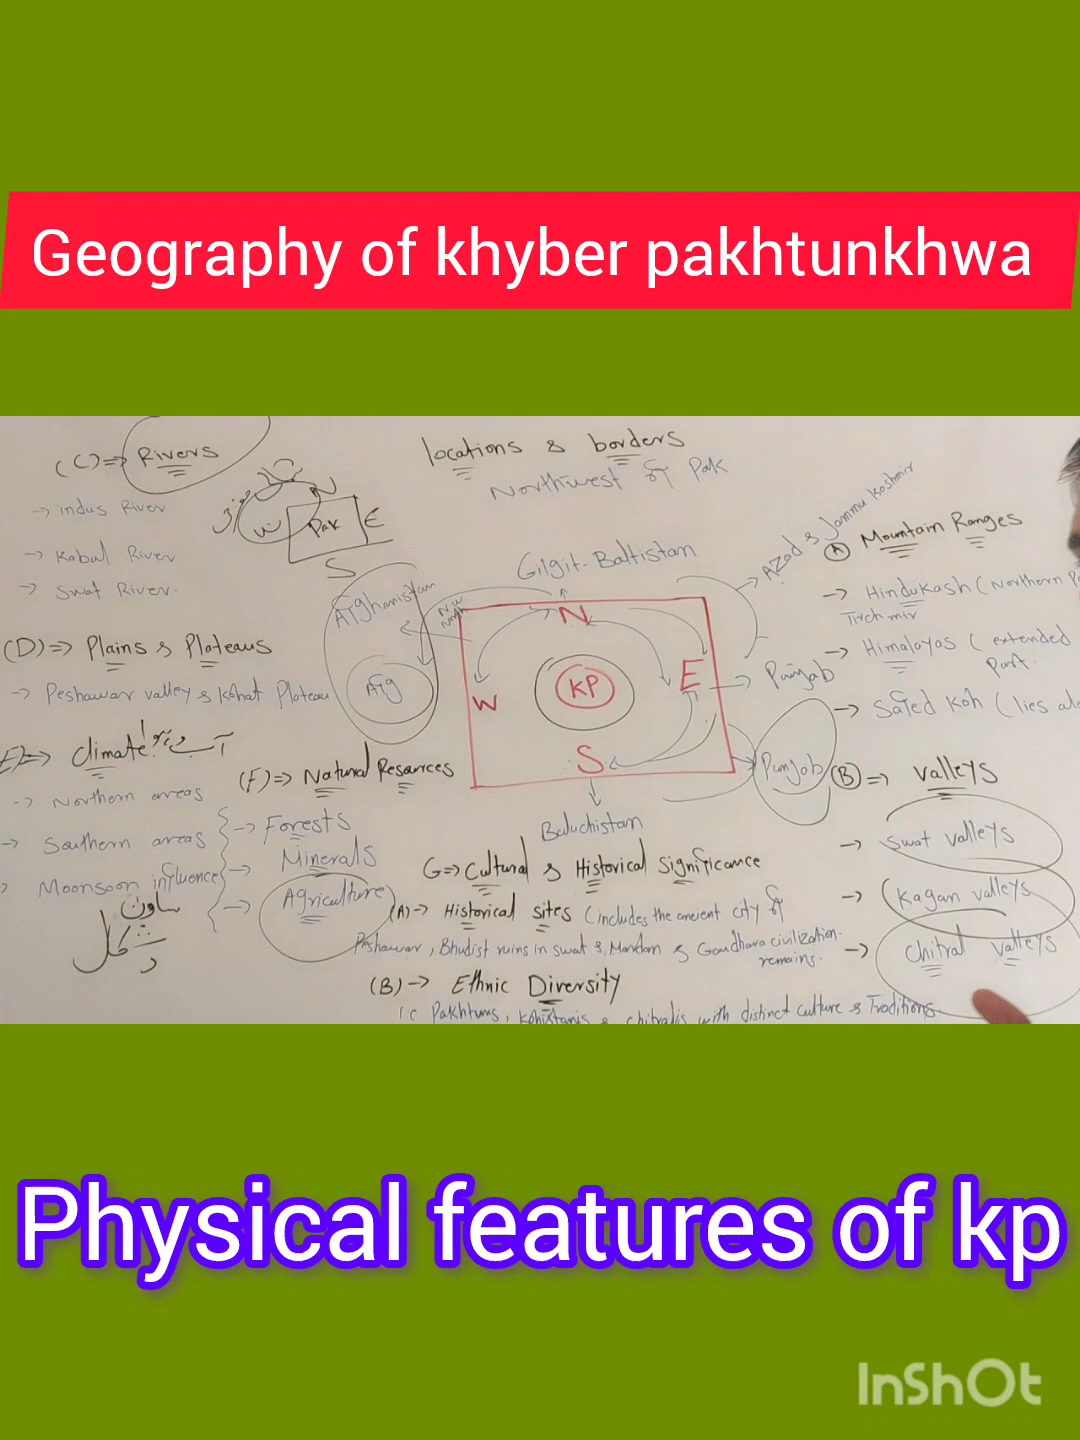 Geography of khyber pakhtunkhwa
locations & borders
Northwest of Pak
(C)⇒ Rivers
→ indus River
→ Kabul River
→ Swat River.
N
W Pak E
S
Gilgit-Baltistan
Azad & Jammu Kashmir
Afghanistan
Afg
N
W KP E
S
Punjab
Punjab
Baluchistan
(A) Mountain Ranges
→ Hindukash (Northern
Tirch mir
→ Himalayas (extended
part.
→ Safed Koh (lies
(B)⇒ valleys
→ Swat valleys
→ (Kagan valleys
→ Chitral valleys
(D)⇒ Plains & Plateaus
→ Peshawar valley & Kohat Plateau
E)⇒ Climate! آب و ہوا
→ Northern areas
→ Southern areas
→ Moonsoon influence
ساون
(F)⇒ Natural Resources
→ Forests
→ Minerals
→ Agriculture
G⇒ Cultural & Historical Significance
(A)→ Historical sites (includes the ancient city of
Peshawar, Bhudist ruins in swat &, Mardam & Gandhara civilization.
remains.
(B)→ Ethnic Diversity
Pakhtuns, Kohistanis & chitralis with distinct culture & Traditions.
Physical features of kp
InShOt